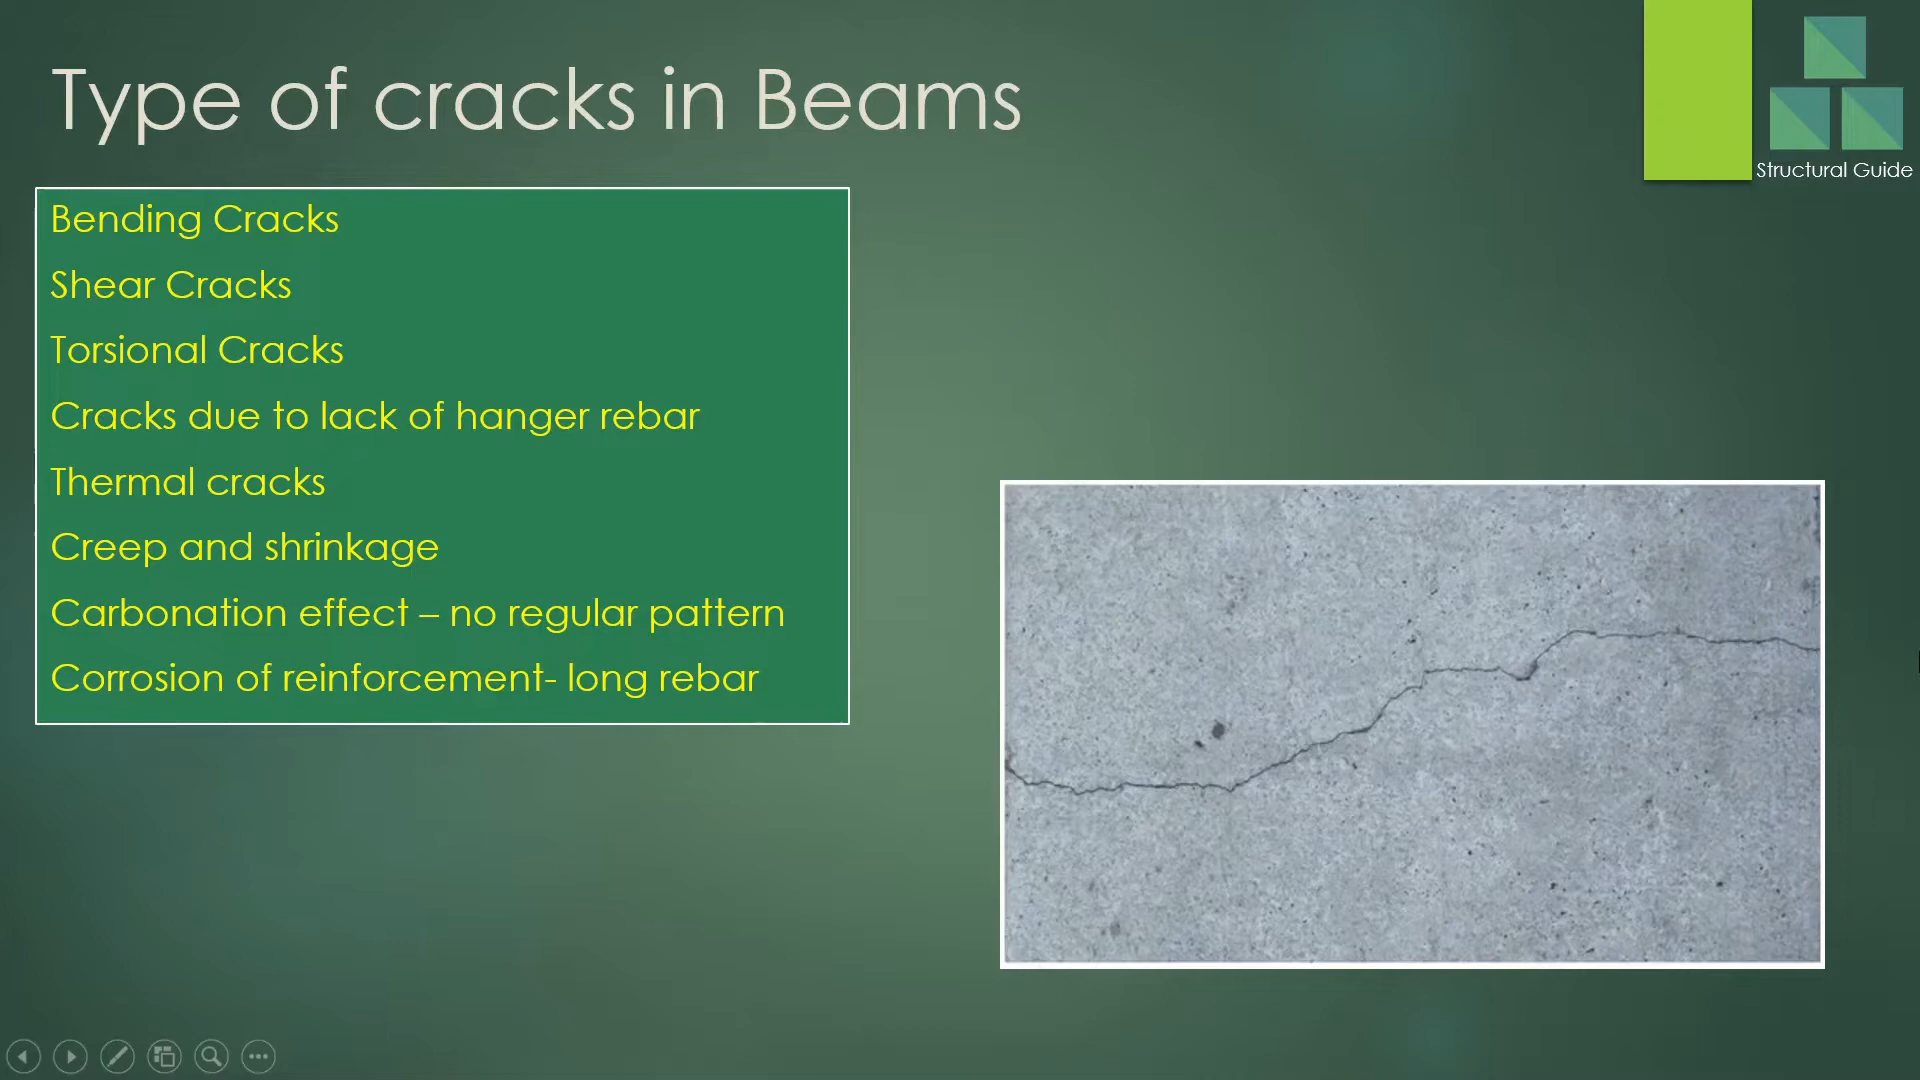 Type of cracks in Beams
Structural Guide
Bending Cracks
Shear Cracks
Torsional Cracks
Cracks due to lack of hanger rebar
Thermal cracks
Creep and shrinkage
Carbonation effect – no regular pattern
Corrosion of reinforcement- long rebar